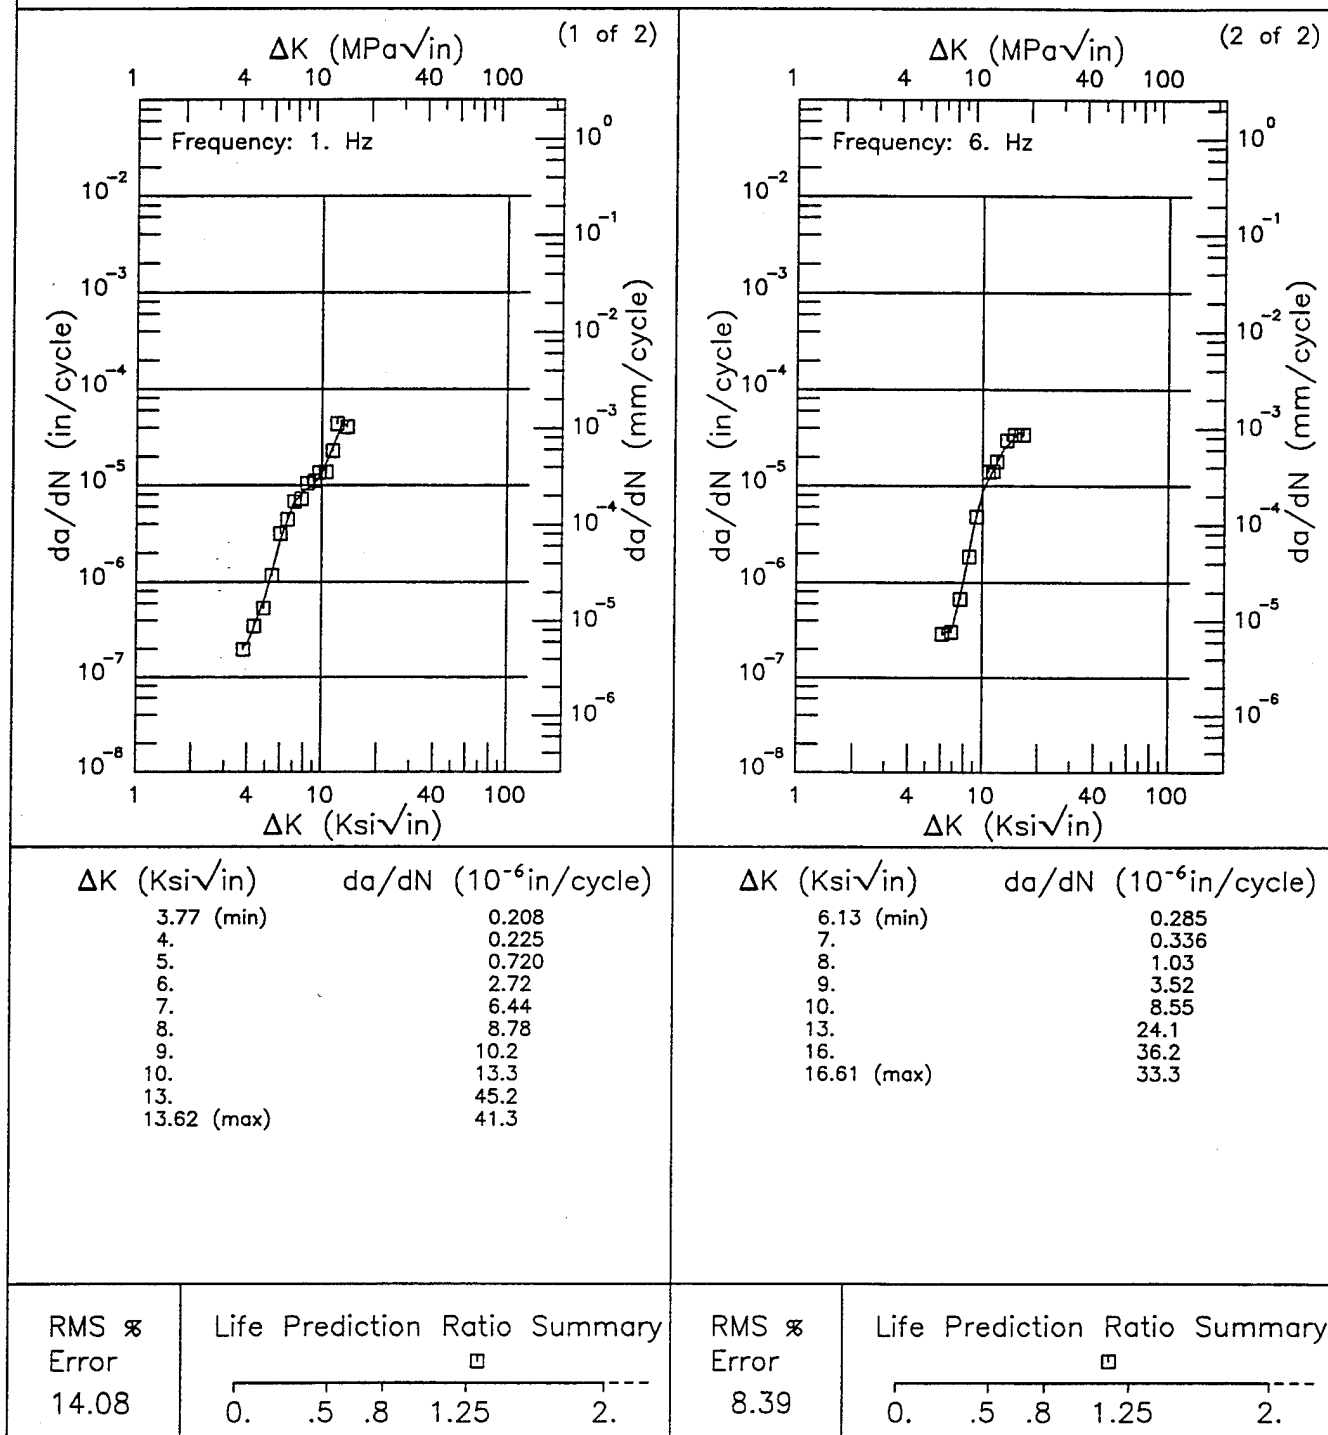 (1 of 2)
ΔK (MPa√in)
1 4 10 40 100
Frequency: 1. Hz
da/dN (in/cycle)
10⁻²
10⁻³
10⁻⁴
10⁻⁵
10⁻⁶
10⁻⁷
10⁻⁸
10⁰
10⁻¹
10⁻²
10⁻³
10⁻⁴
10⁻⁵
10⁻⁶
da/dN (mm/cycle)
1 4 10 40 100
ΔK (Ksi√in)
ΔK (Ksi√in) da/dN (10⁻⁶in/cycle)
3.77 (min) 0.208
4. 0.225
5. 0.720
6. 2.72
7. 6.44
8. 8.78
9. 10.2
10. 13.3
13. 45.2
13.62 (max) 41.3
RMS %
Error
14.08
Life Prediction Ratio Summary
0. .5 .8 1.25 2.
(2 of 2)
ΔK (MPa√in)
1 4 10 40 100
Frequency: 6. Hz
da/dN (in/cycle)
10⁻²
10⁻³
10⁻⁴
10⁻⁵
10⁻⁶
10⁻⁷
10⁻⁸
10⁰
10⁻¹
10⁻²
10⁻³
10⁻⁴
10⁻⁵
10⁻⁶
da/dN (mm/cycle)
1 4 10 40 100
ΔK (Ksi√in)
ΔK (Ksi√in) da/dN (10⁻⁶in/cycle)
6.13 (min) 0.285
7. 0.336
8. 1.03
9. 3.52
10. 8.55
13. 24.1
16. 36.2
16.61 (max) 33.3
RMS %
Error
8.39
Life Prediction Ratio Summary
0. .5 .8 1.25 2.